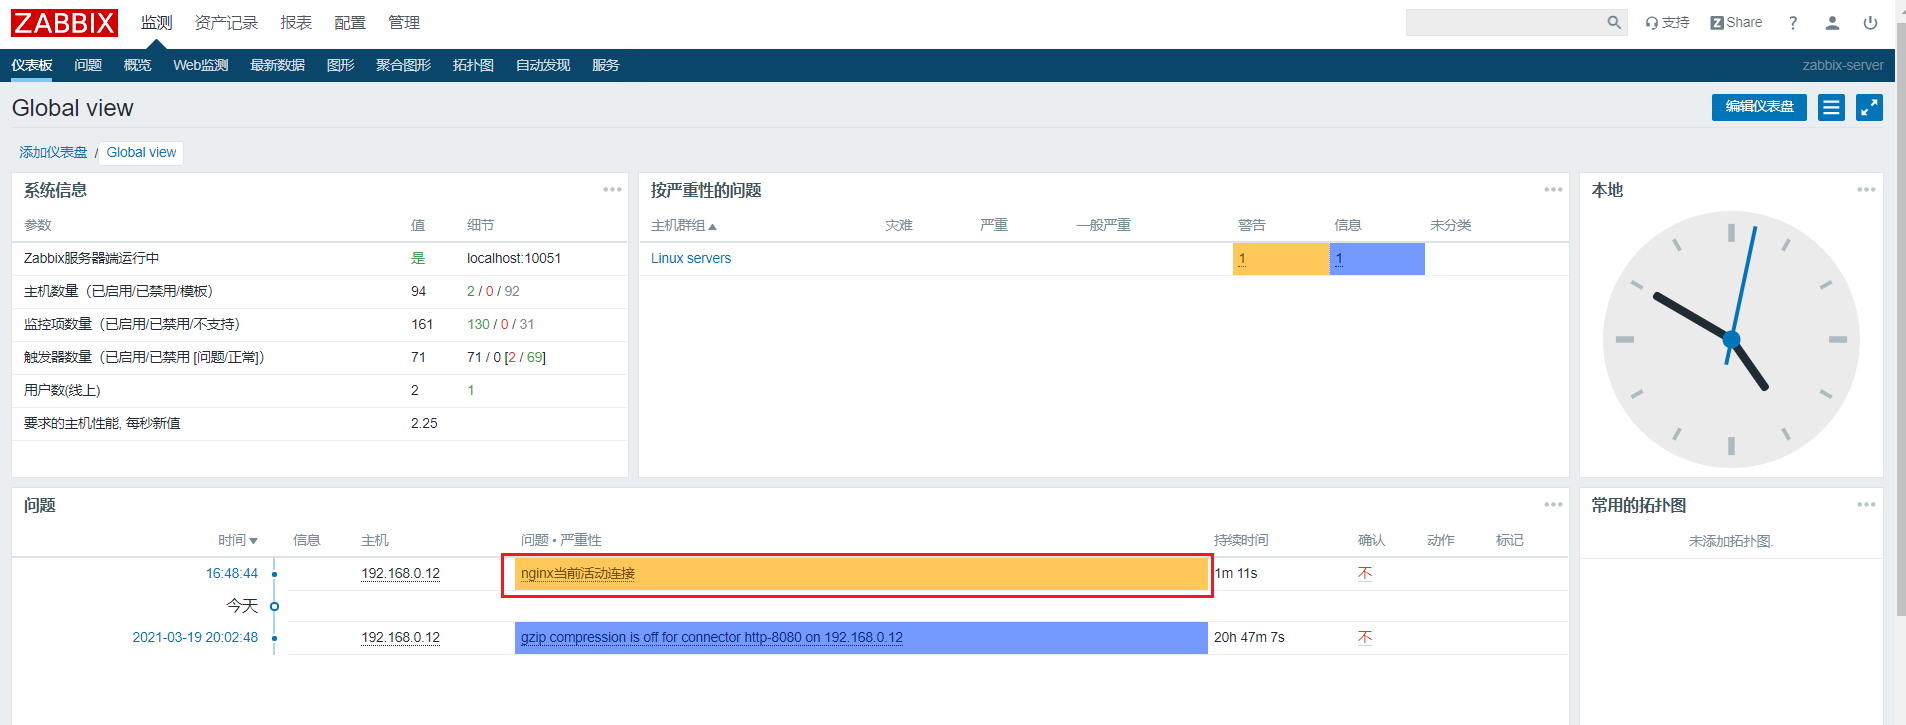 ZABBIX 监测 资产记录 报表 配置 管理 支持 Z Share ?
仪表板 问题 概览 Web监测 最新数据 图形 聚合图形 拓扑图 自动发现 服务 zabbix-server
Global view 编辑仪表盘
添加仪表盘 / Global view
系统信息
参数 值 细节
Zabbix服务器端运行中 是 localhost:10051
主机数量（已启用/已禁用/模板） 94 2 / 0 / 92
监控项数量（已启用/已禁用/不支持） 161 130 / 0 / 31
触发器数量（已启用/已禁用 [问题/正常]） 71 71 / 0 [2 / 69]
用户数(线上) 2 1
要求的主机性能, 每秒新值 2.25
按严重性的问题
主机群组 灾难 严重 一般严重 警告 信息 未分类
Linux servers 1 1
本地
问题
时间 信息 主机 问题 • 严重性 持续时间 确认 动作 标记
16:48:44 192.168.0.12 nginx当前活动连接 1m 11s 不
今天
2021-03-19 20:02:48 192.168.0.12 gzip compression is off for connector http-8080 on 192.168.0.12 20h 47m 7s 不
常用的拓扑图
未添加拓扑图.